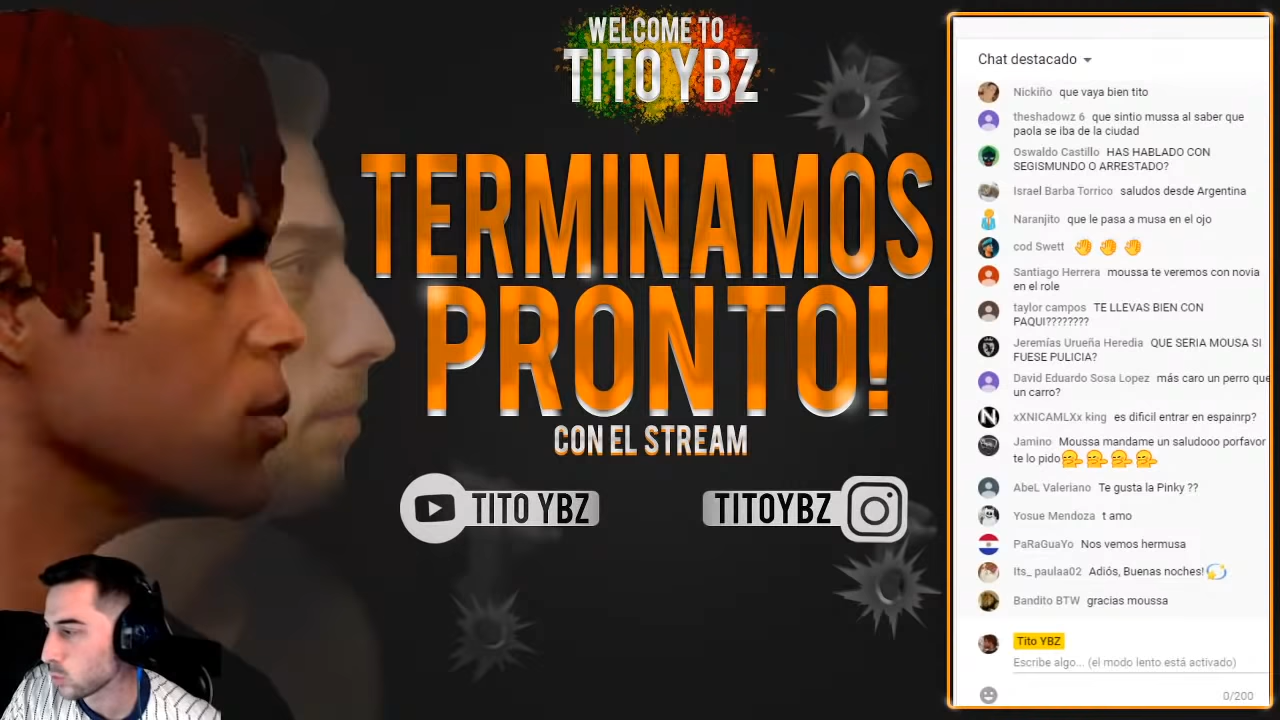 WELCOME TO
TITO YBZ
TERMINAMOS
PRONTO!
CON EL STREAM
TITO YBZ
TITOYBZ
Chat destacado
Nickiño que vaya bien tito
theshadowz 6 que sintio mussa al saber que
paola se iba de la ciudad
Oswaldo Castillo HAS HABLADO CON
SEGISMUNDO O ARRESTADO?
Israel Barba Torrico saludos desde Argentina
Naranjito que le pasa a musa en el ojo
cod Swett
Santiago Herrera moussa te veremos con novia
en el role
taylor campos TE LLEVAS BIEN CON
PAQUI????????
Jeremías Urueña Heredia QUE SERIA MOUSA SI
FUESE PULICIA?
David Eduardo Sosa Lopez más caro un perro que
un carro?
xXNICAMLXx king es dificil entrar en espainrp?
Jamino Moussa mandame un saludooo porfavor
te lo pido
AbeL Valeriano Te gusta la Pinky ??
Yosue Mendoza t amo
PaRaGuaYo Nos vemos hermusa
Its_ paulaa02 Adiós, Buenas noches!
Bandito BTW gracias moussa
Tito YBZ
Escribe algo... (el modo lento está activado)
0/200